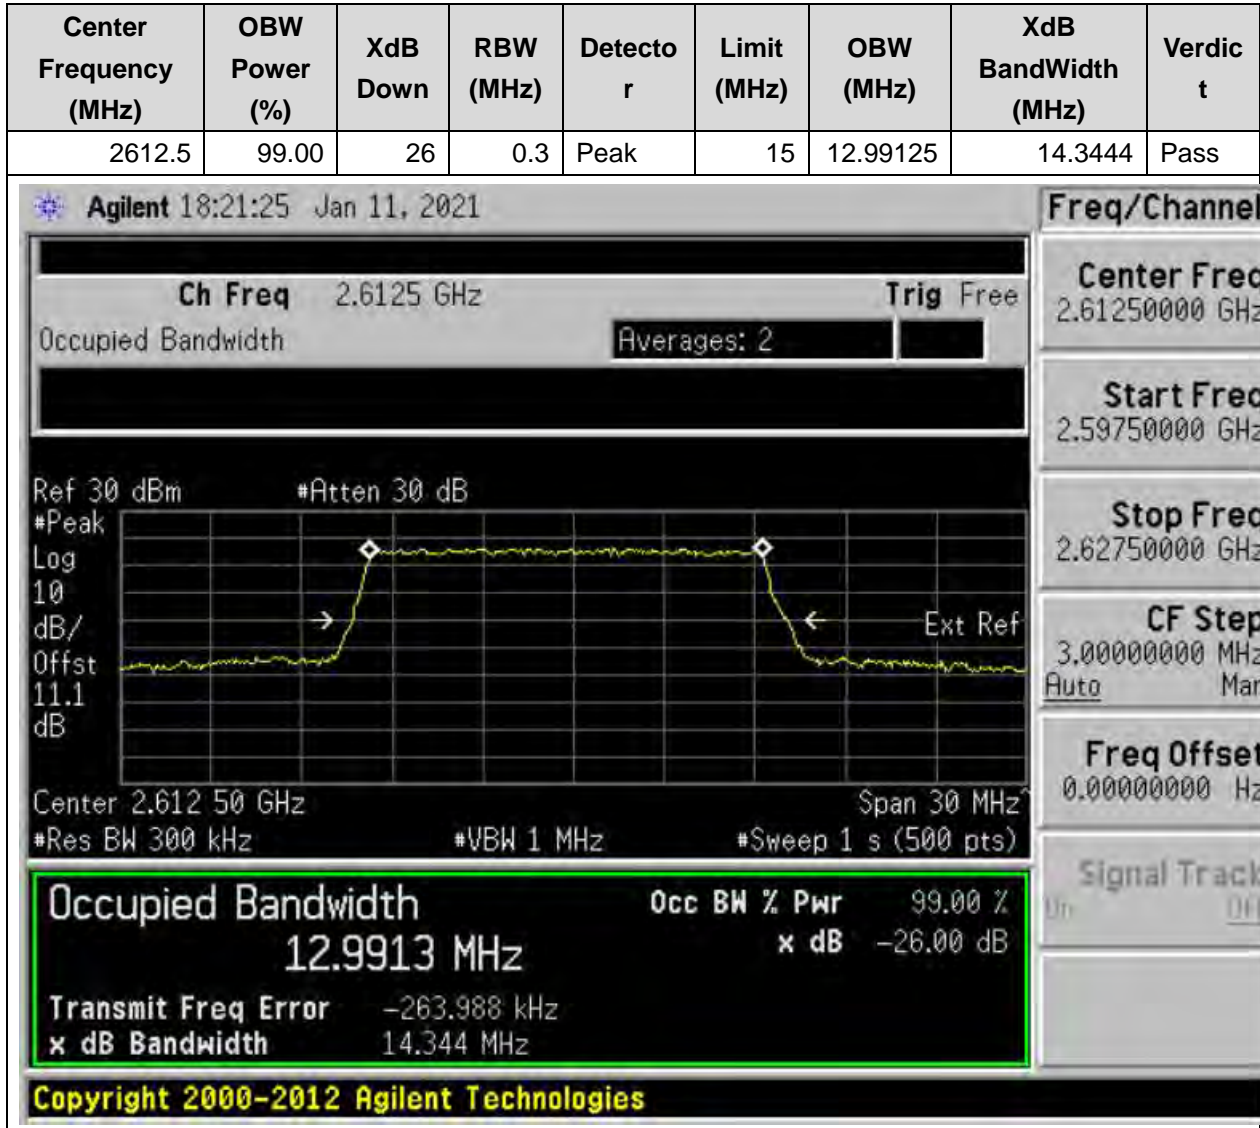 Center Frequency (MHz) OBW Power (%) XdB Down RBW (MHz) Detecto r Limit (MHz) OBW (MHz) XdB BandWidth (MHz) Verdic t
2612.5 99.00 26 0.3 Peak 15 12.99125 14.3444 Pass
Agilent 18:21:25 Jan 11, 2021
Freq/Channel
Ch Freq 2.6125 GHz Trig Free
Occupied Bandwidth Averages: 2
Center Freq
2.61250000 GHz
Start Freq
2.59750000 GHz
Stop Freq
2.62750000 GHz
CF Step
3.00000000 MHz
Auto Man
Freq Offset
0.00000000 Hz
Signal Track
On Off
Ref 30 dBm #Atten 30 dB
#Peak
Log
10
dB/
Offst
11.1
dB
Ext Ref
Center 2.612 50 GHz Span 30 MHz^
#Res BW 300 kHz #VBW 1 MHz #Sweep 1 s (500 pts)
Occupied Bandwidth Occ BW % Pwr 99.00 %
12.9913 MHz x dB -26.00 dB
Transmit Freq Error -263.988 kHz
x dB Bandwidth 14.344 MHz
Copyright 2000-2012 Agilent Technologies